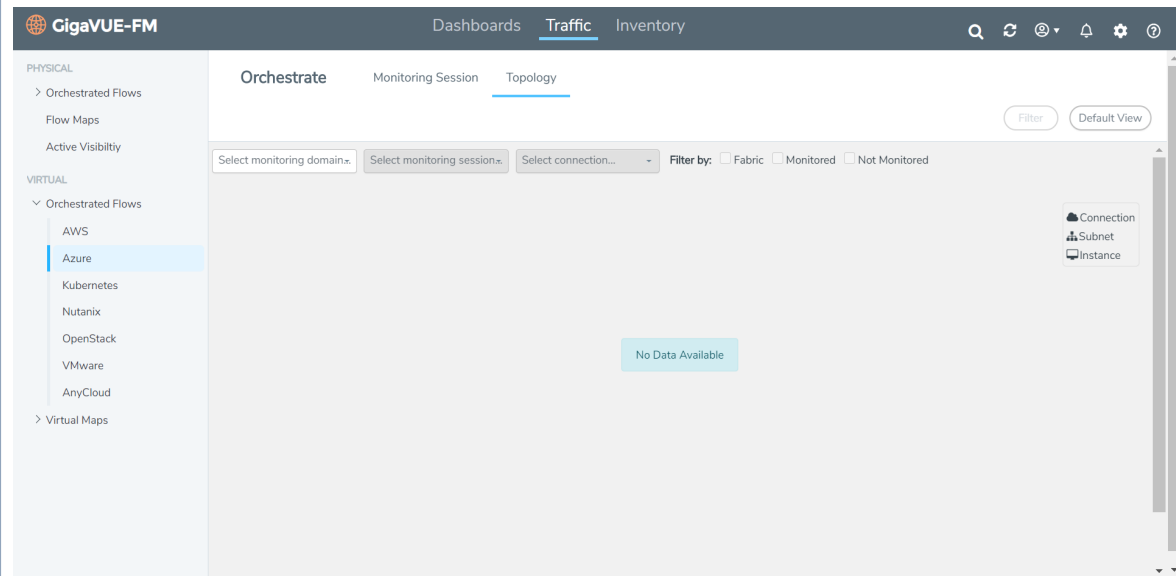 GigaVUE-FM
Dashboards Traffic Inventory
PHYSICAL
Orchestrated Flows
Flow Maps
Active Visibiltiy
VIRTUAL
Orchestrated Flows
AWS
Azure
Kubernetes
Nutanix
OpenStack
VMware
AnyCloud
Virtual Maps
Orchestrate Monitoring Session Topology
Filter Default View
Select monitoring domain... Select monitoring session... Select connection... Filter by: Fabric Monitored Not Monitored
Connection
Subnet
Instance
No Data Available